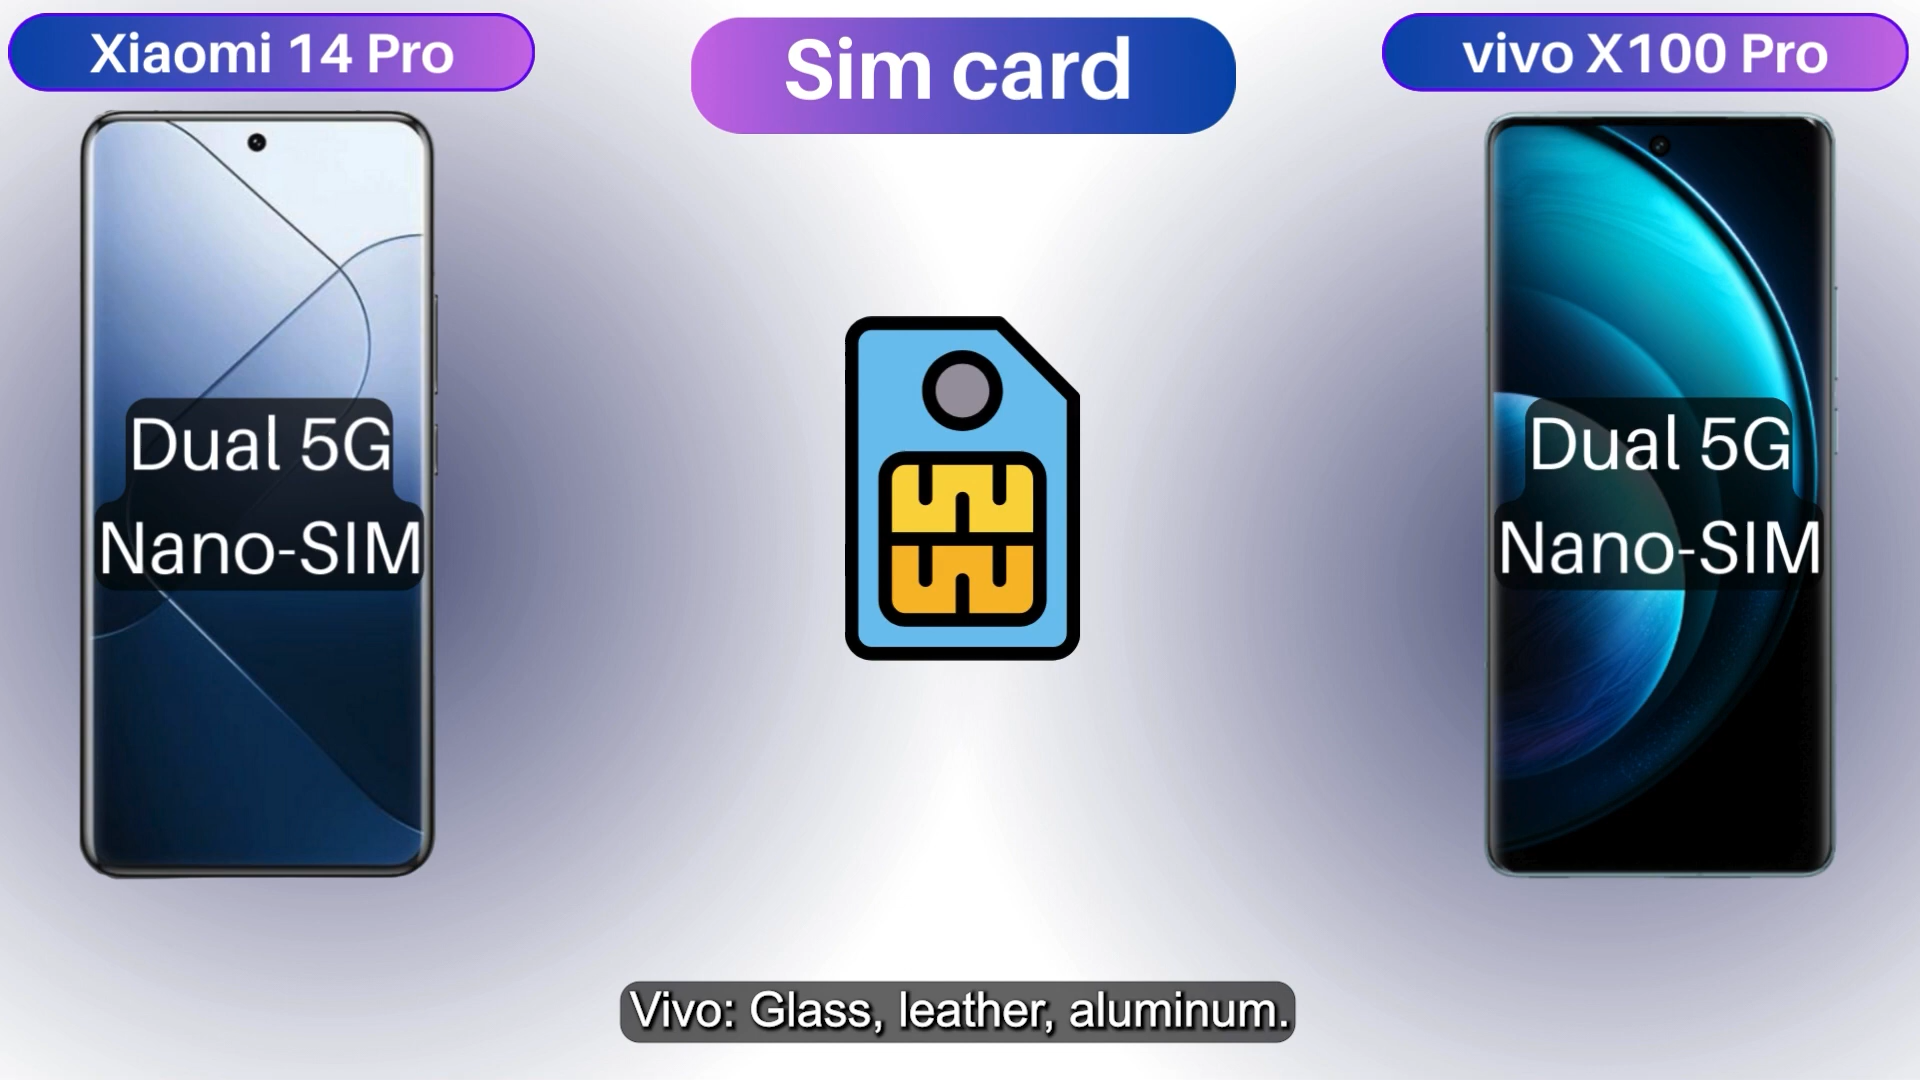 Xiaomi 14 Pro
Sim card
vivo X100 Pro
Dual 5G
Nano-SIM
Dual 5G
Nano-SIM
Vivo: Glass, leather, aluminum.